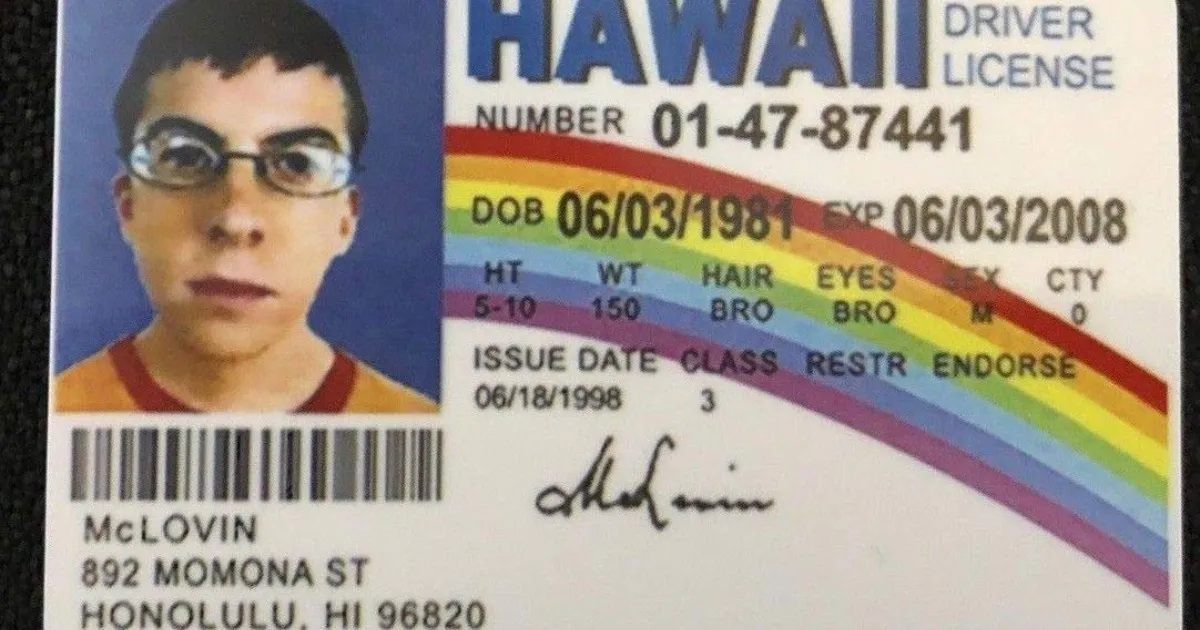 HAWAII DRIVER LICENSE
NUMBER 01-47-87441
DOB 06/03/1981 EXP 06/03/2008
HT WT HAIR EYES SEX CTY
5-10 150 BRO BRO M 0
ISSUE DATE CLASS RESTR ENDORSE
06/18/1998 3
McLovin
McLOVIN
892 MOMONA ST
HONOLULU, HI 96820